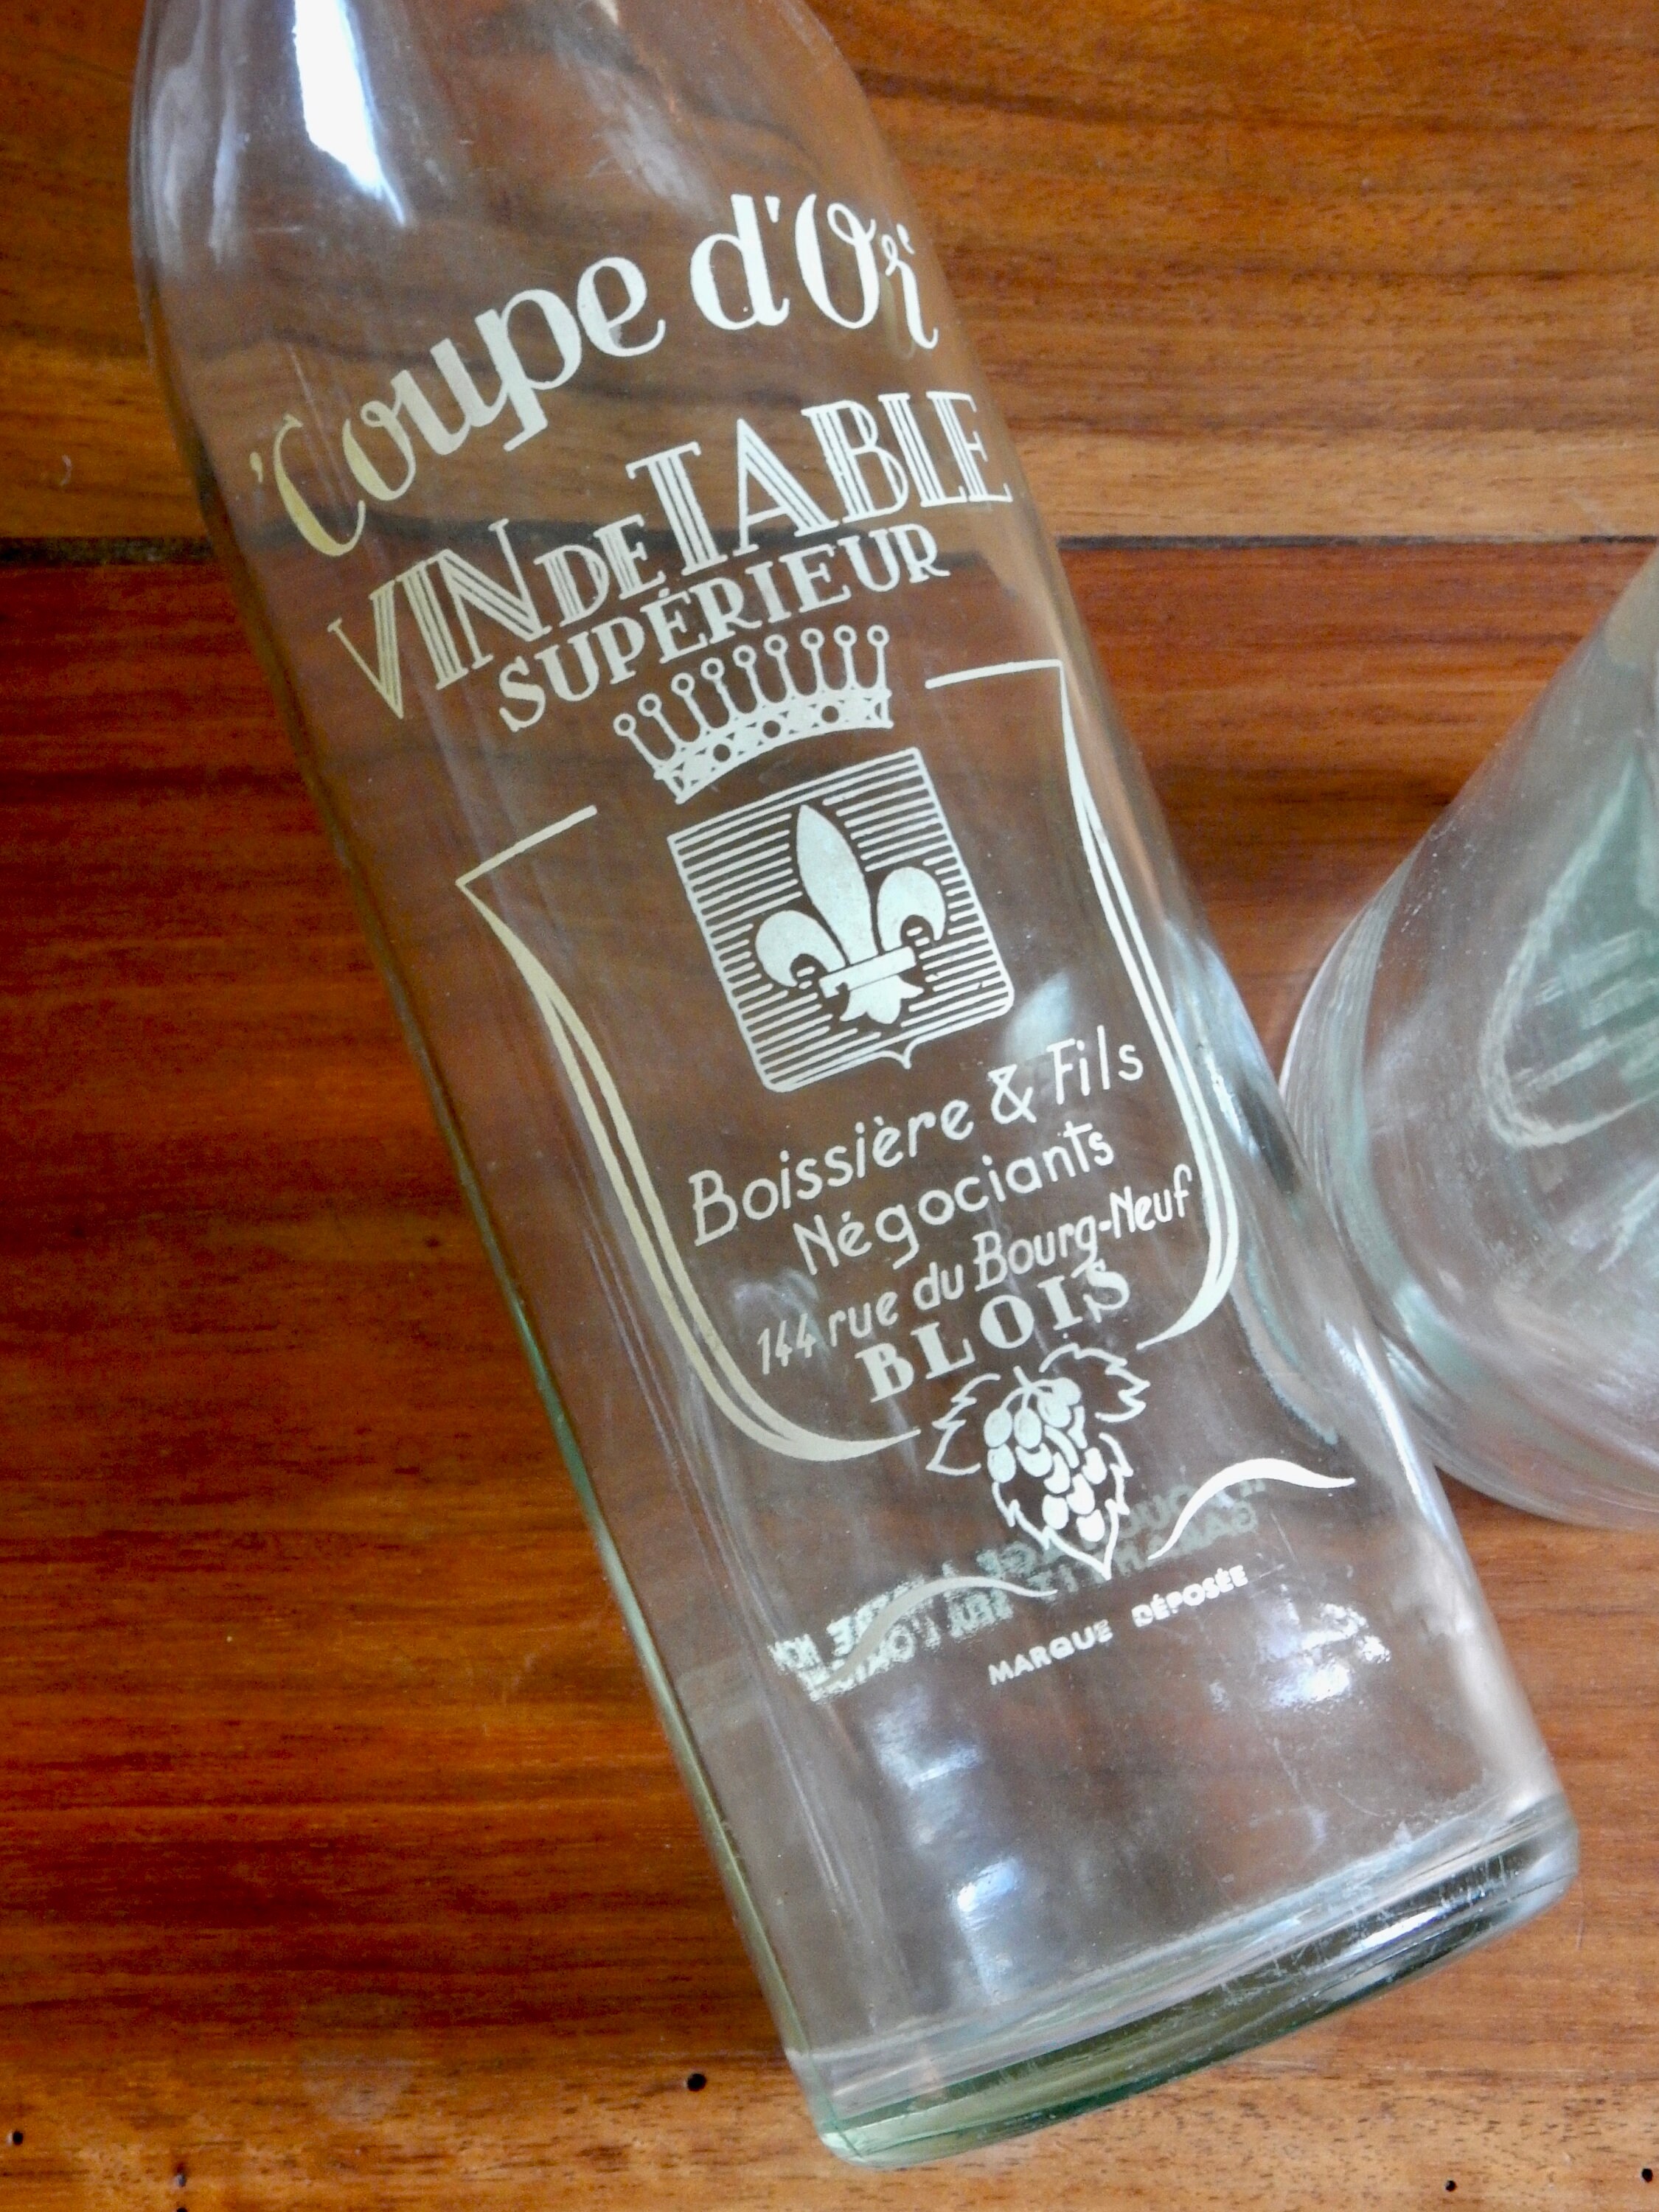 Coupe d'Or
VIN DE TABLE
SUPÉRIEUR
Boissière & Fils
Négociants
144 rue du Bourg-Neuf
BLOIS
MARQUE DÉPOSÉE